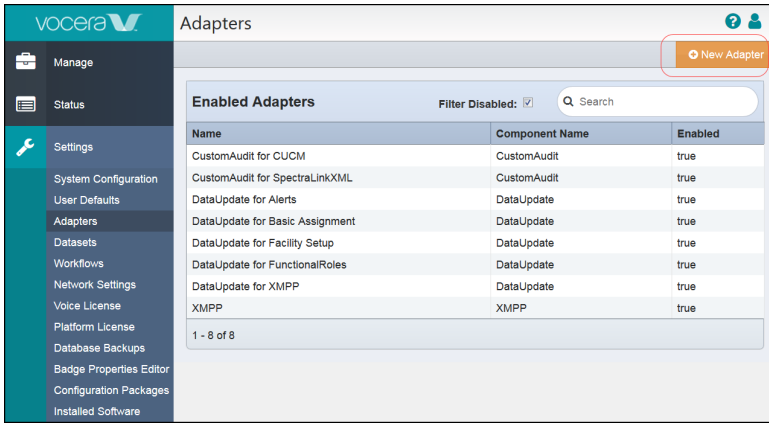 vocera
Adapters
Manage
New Adapter
Status
Enabled Adapters
Filter Disabled:
Search
Name Component Name Enabled
Settings
CustomAudit for CUCM CustomAudit true
CustomAudit for SpectraLinkXML CustomAudit true
DataUpdate for Alerts DataUpdate true
DataUpdate for Basic Assignment DataUpdate true
DataUpdate for Facility Setup DataUpdate true
DataUpdate for FunctionalRoles DataUpdate true
DataUpdate for XMPP DataUpdate true
XMPP XMPP true
1 - 8 of 8
System Configuration
User Defaults
Adapters
Datasets
Workflows
Network Settings
Voice License
Platform License
Database Backups
Badge Properties Editor
Configuration Packages
Installed Software